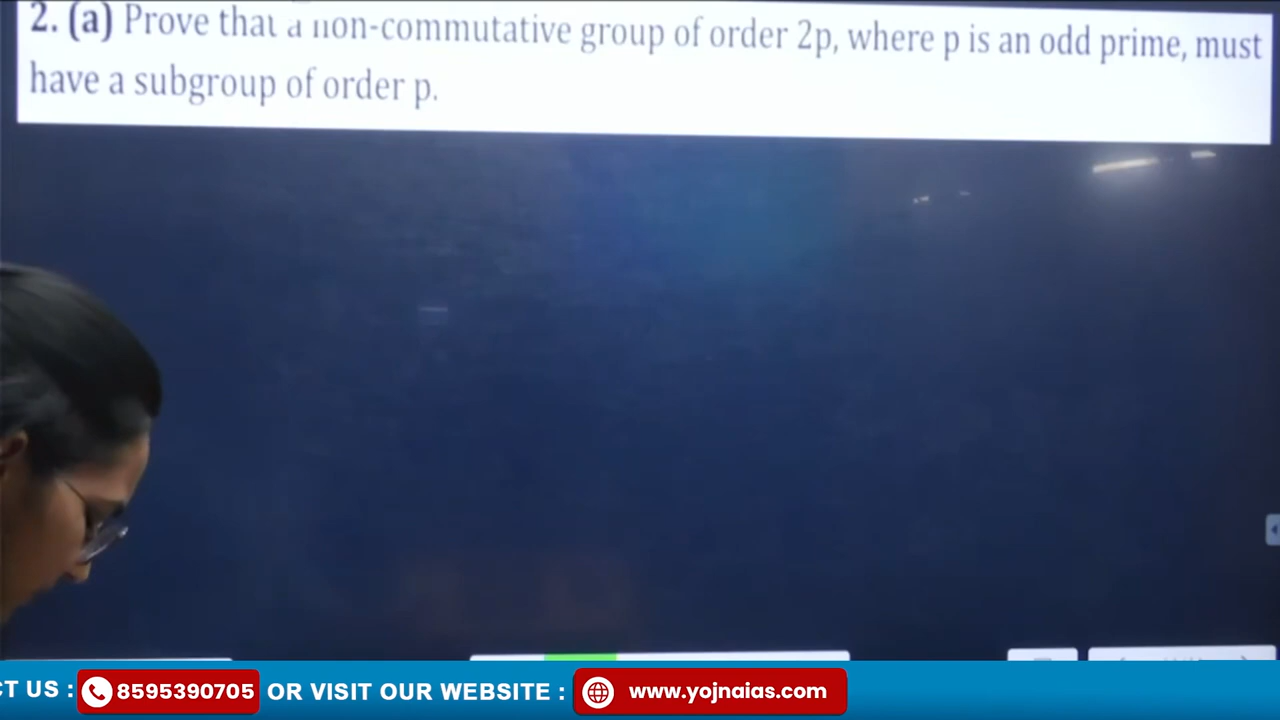 2. (a) Prove that a non-commutative group of order 2p, where p is an odd prime, must
have a subgroup of order p.
CT US : 8595390705 OR VISIT OUR WEBSITE : www.yojnaias.com